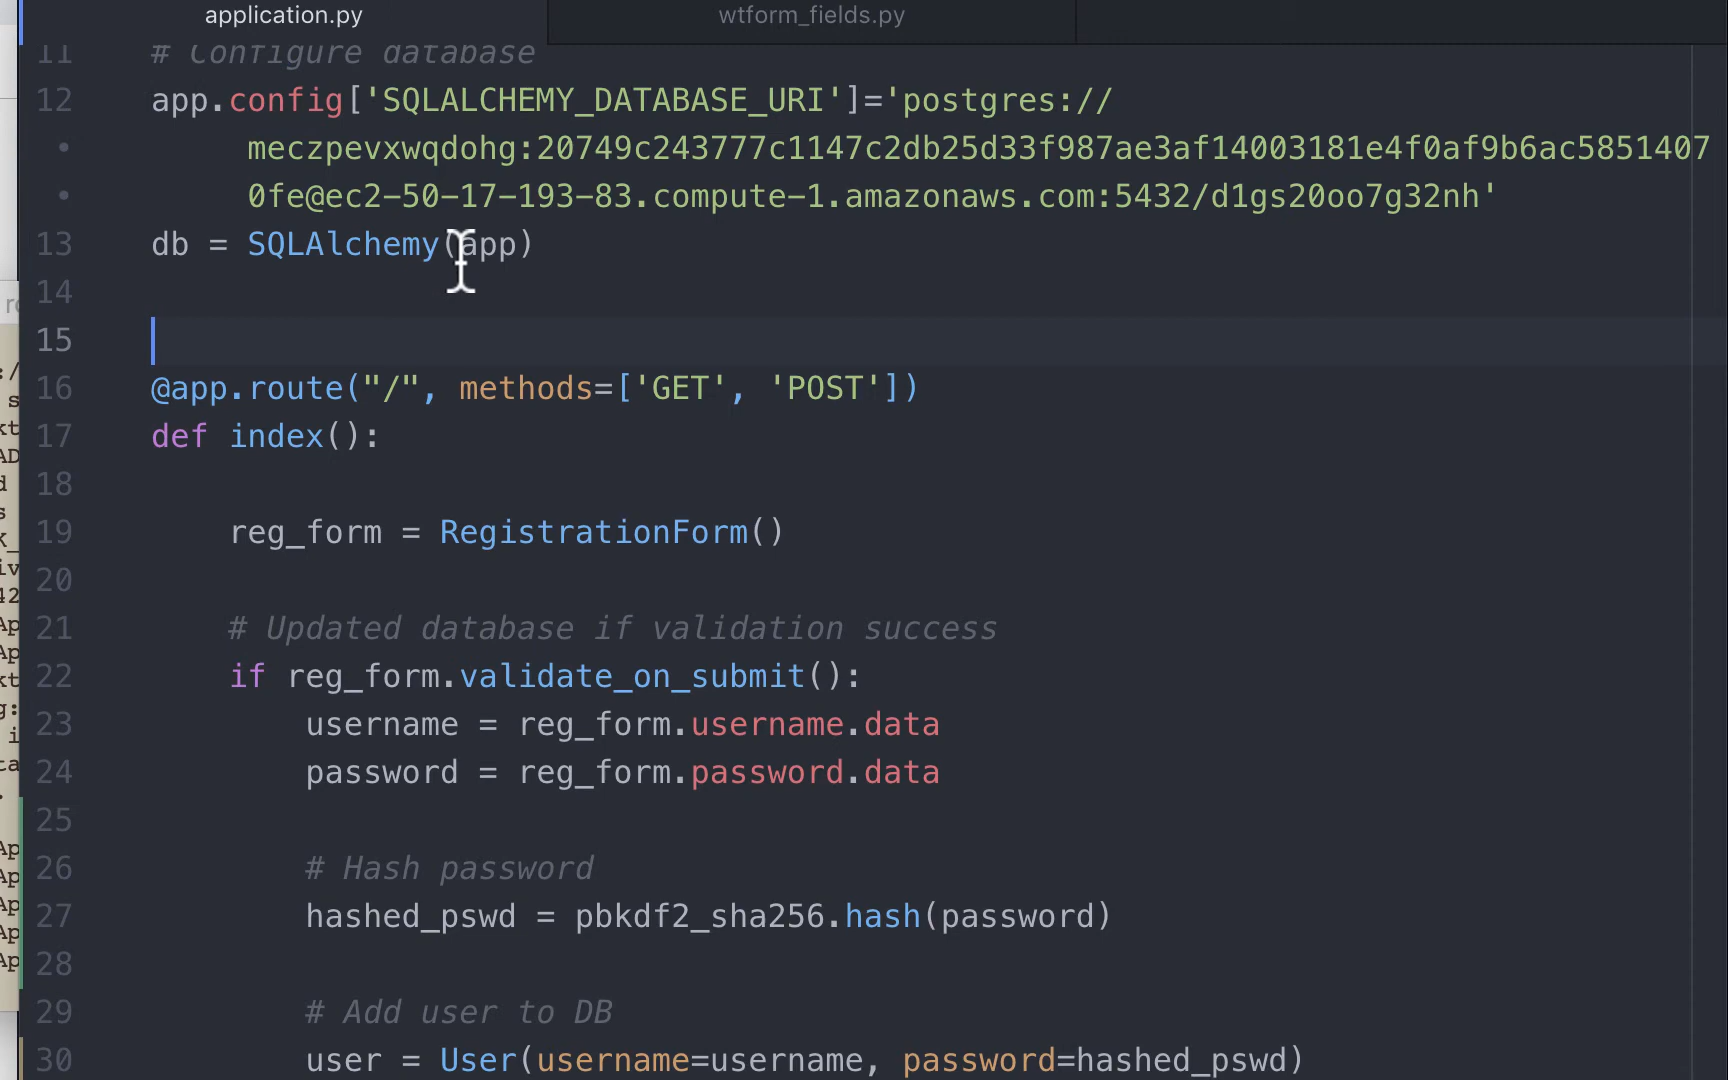 application.py
wtform_fields.py
11 # Configure database
12 app.config['SQLALCHEMY_DATABASE_URI']='postgres://
• meczpevxwqdohg:20749c243777c1147c2db25d33f987ae3af14003181e4f0af9b6ac5851407
• 0fe@ec2-50-17-193-83.compute-1.amazonaws.com:5432/d1gs20oo7g32nh'
13 db = SQLAlchemy(app)
14
15
16 @app.route("/", methods=['GET', 'POST'])
17 def index():
18
19 reg_form = RegistrationForm()
20
21 # Updated database if validation success
22 if reg_form.validate_on_submit():
23 username = reg_form.username.data
24 password = reg_form.password.data
25
26 # Hash password
27 hashed_pswd = pbkdf2_sha256.hash(password)
28
29 # Add user to DB
30 user = User(username=username, password=hashed_pswd)